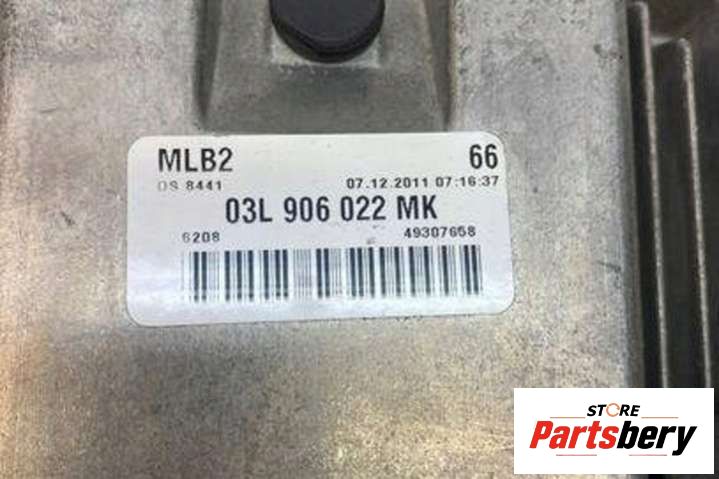 MLB2 66
DS 8441 07.12.2011 07:16:37
03L 906 022 MK
6208 49307658
STORE
Partsbery